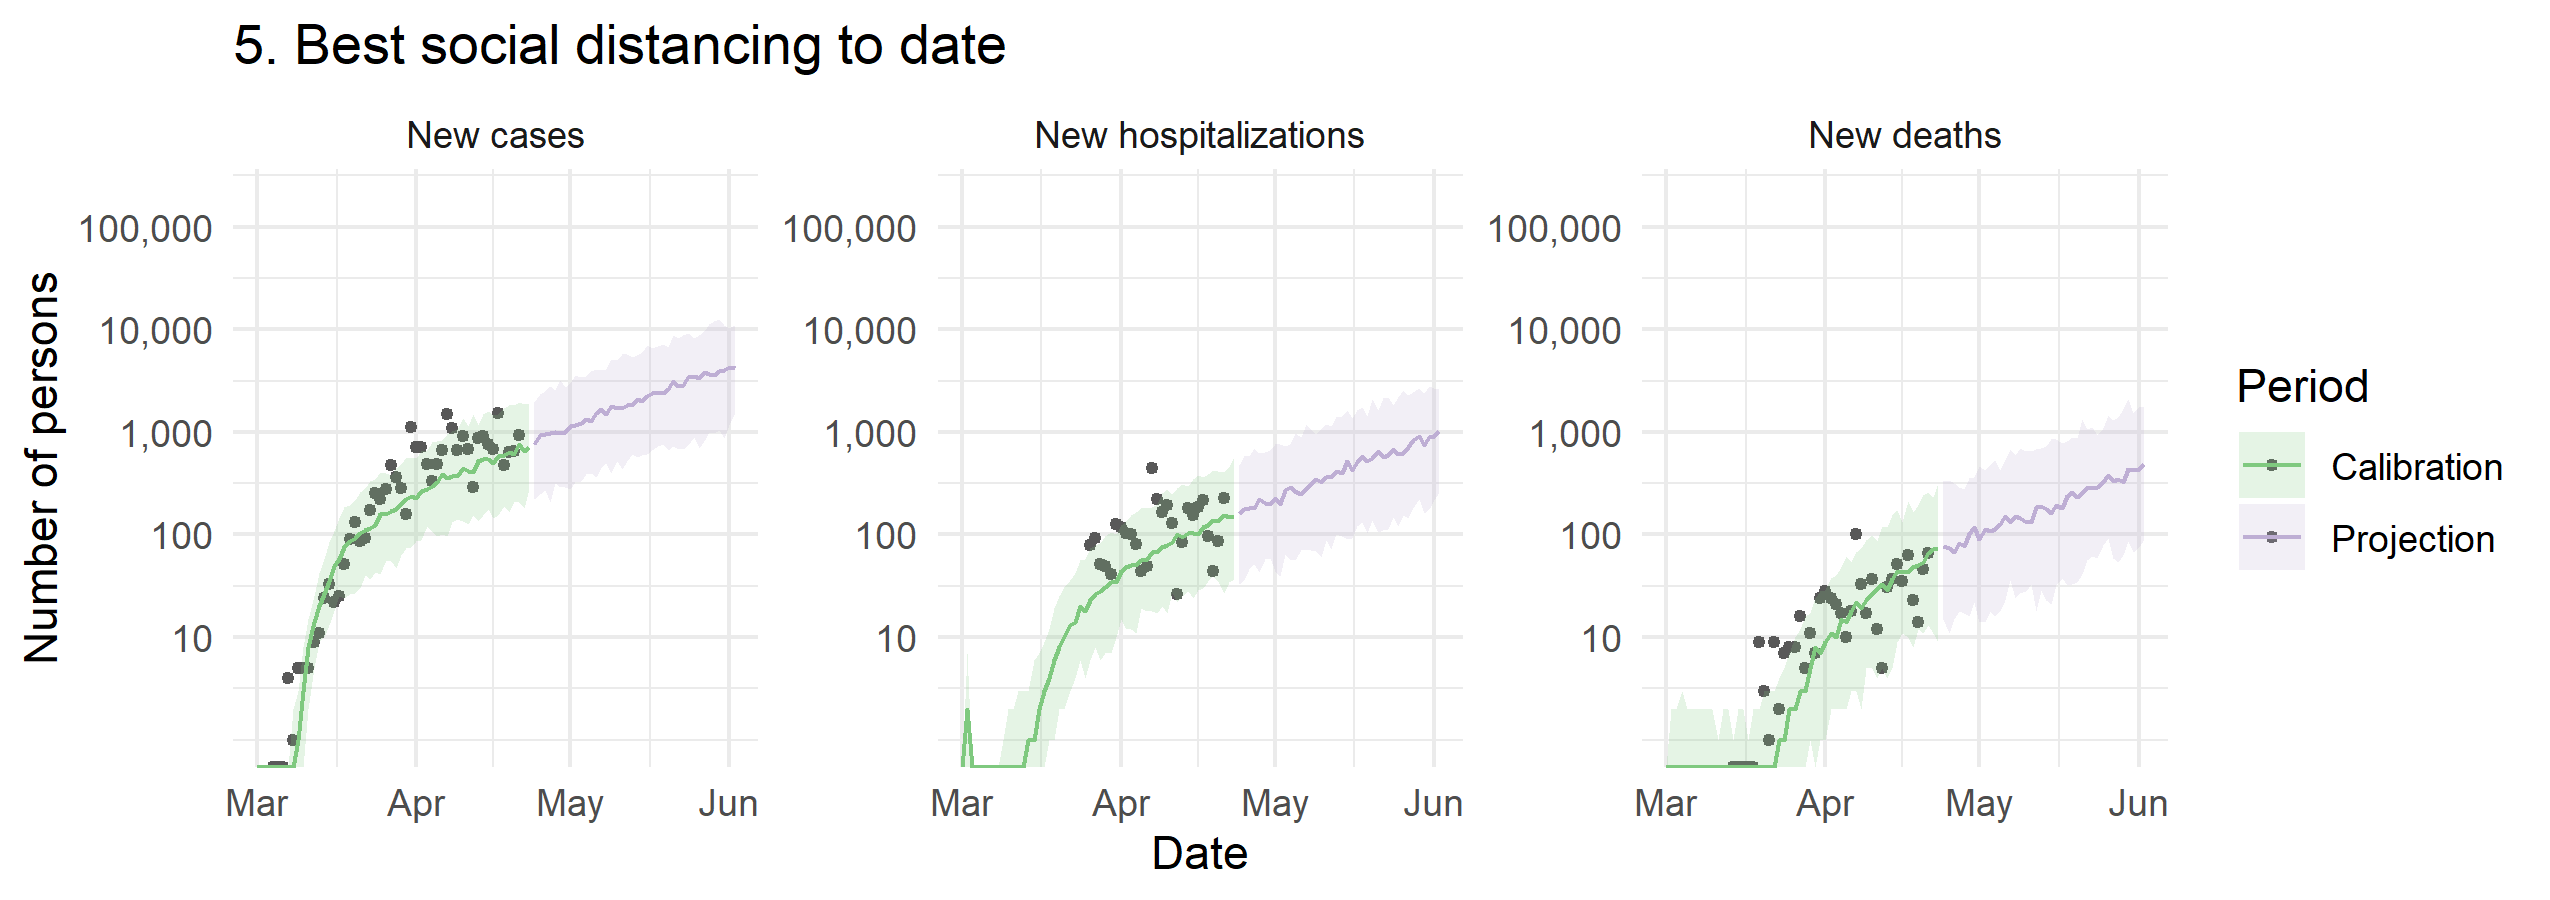 5. Best social distancing to date
New cases
New hospitalizations
New deaths
Number of persons
100,000
10,000
1,000
100
10
100,000
10,000
1,000
100
10
100,000
10,000
1,000
100
10
Mar Apr May Jun
Mar Apr May Jun
Mar Apr May Jun
Date
Period
Calibration
Projection